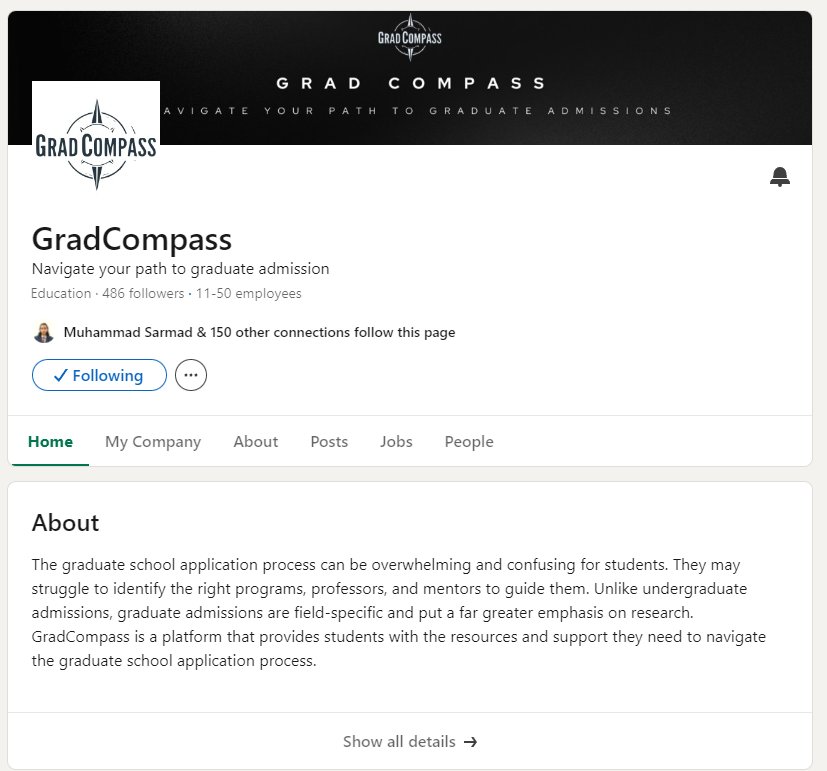 GRAD COMPASS
GRAD COMPASS
AVIGATE YOUR PATH TO GRADUATE ADMISSIONS
GRAD COMPASS
GradCompass
Navigate your path to graduate admission
Education · 486 followers · 11-50 employees
Muhammad Sarmad & 150 other connections follow this page
Following
Home My Company About Posts Jobs People
About
The graduate school application process can be overwhelming and confusing for students. They may
struggle to identify the right programs, professors, and mentors to guide them. Unlike undergraduate
admissions, graduate admissions are field-specific and put a far greater emphasis on research.
GradCompass is a platform that provides students with the resources and support they need to navigate
the graduate school application process.
Show all details →